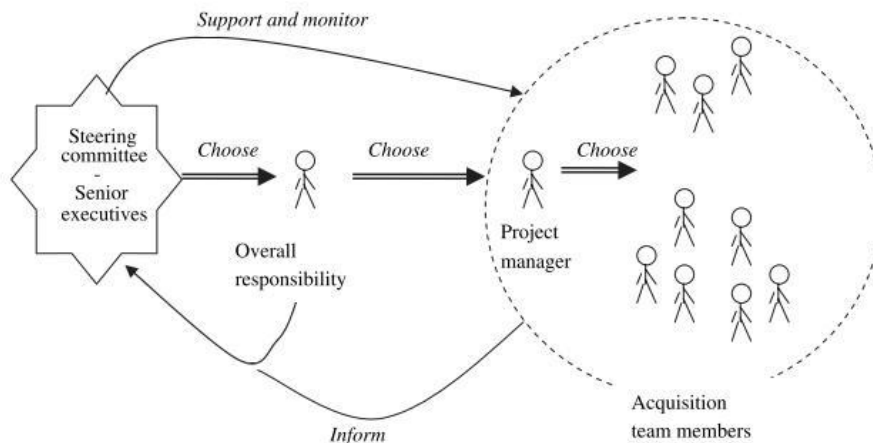 Support and monitor
Steering
committee
-
Senior
executives
Choose
Choose
Choose
Overall
responsibility
Project
manager
Inform
Acquisition
team members